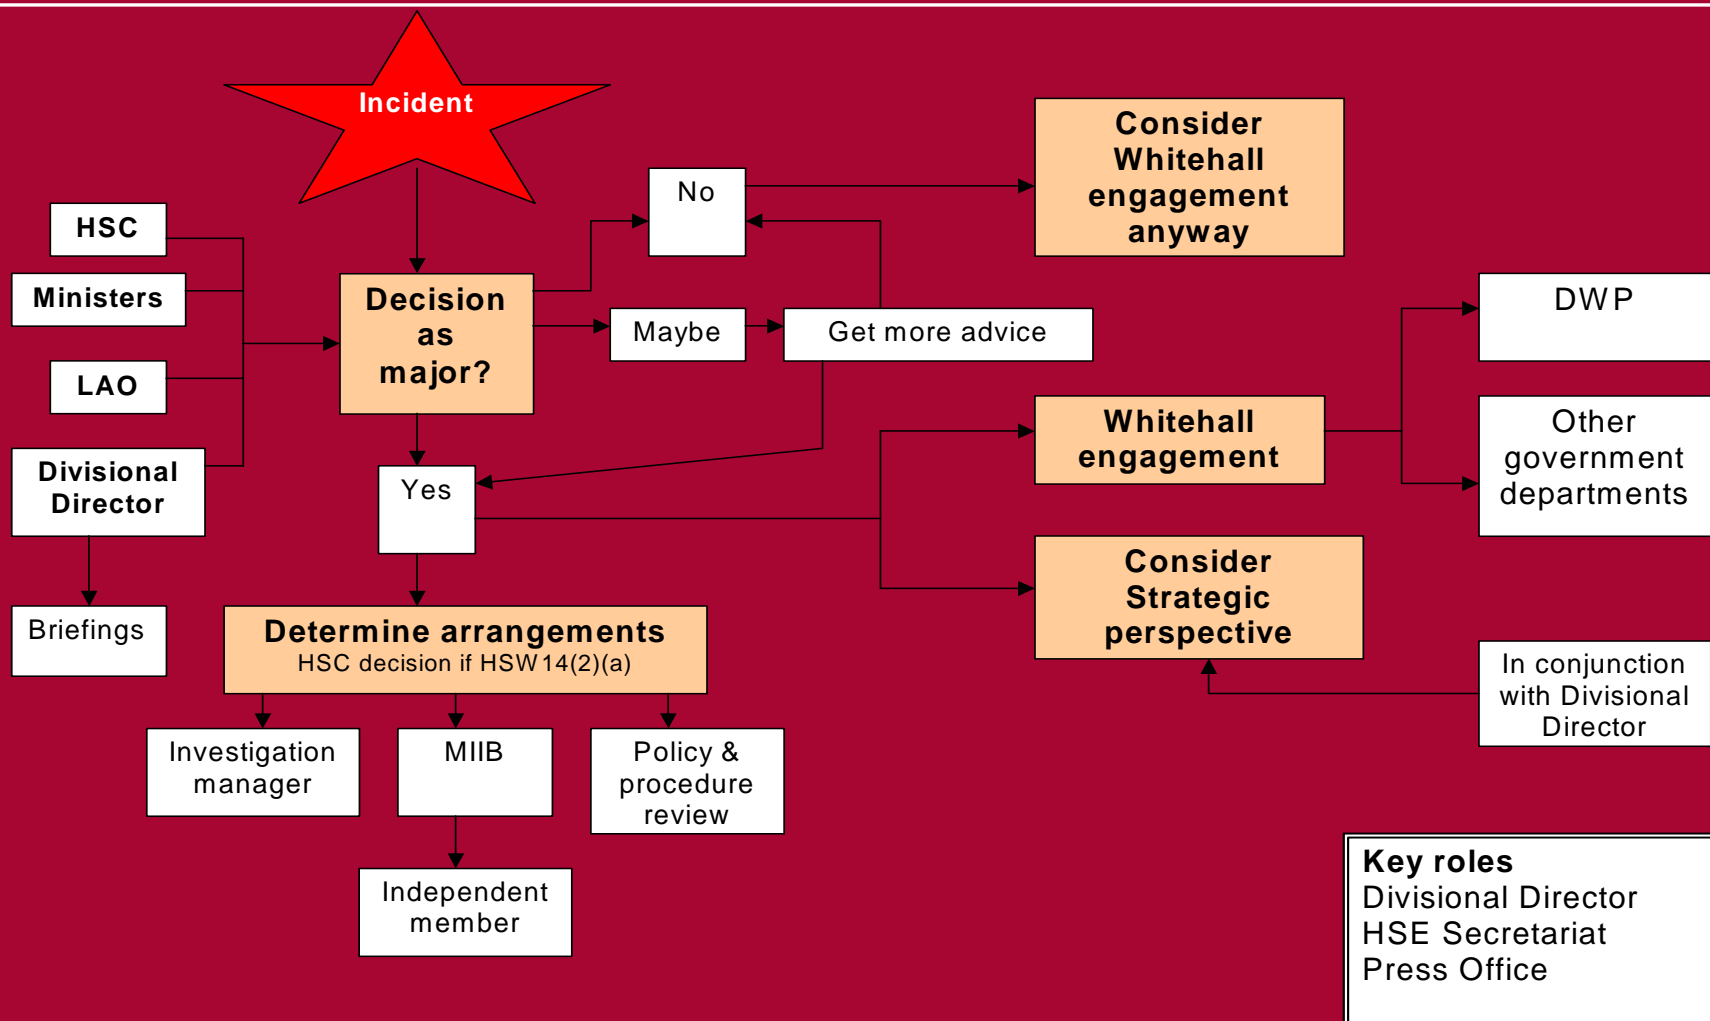 Incident
HSC
Ministers
LAO
Divisional
Director
Briefings
Decision
as
major?
No
Maybe
Get more advice
Yes
Consider
Whitehall
engagement
anyway
Whitehall
engagement
DWP
Other
government
departments
Consider
Strategic
perspective
In conjunction
with Divisional
Director
Determine arrangements
HSC decision if HSW14(2)(a)
Investigation
manager
MIIB
Policy &
procedure
review
Independent
member
Key roles
Divisional Director
HSE Secretariat
Press Office